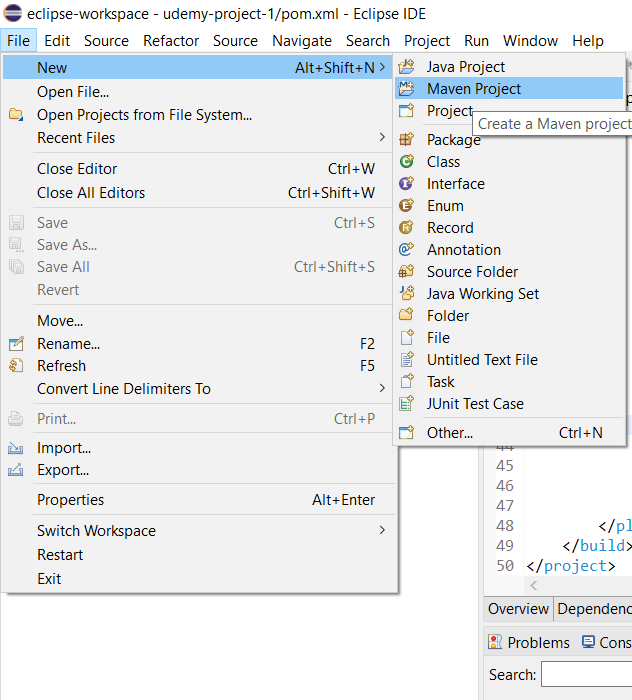 eclipse-workspace - udemy-project-1/pom.xml - Eclipse IDE
File Edit Source Refactor Source Navigate Search Project Run Window Help
New Alt+Shift+N
Open File...
Open Projects from File System...
Recent Files
Close Editor Ctrl+W
Close All Editors Ctrl+Shift+W
Save Ctrl+S
Save As...
Save All Ctrl+Shift+S
Revert
Move...
Rename... F2
Refresh F5
Convert Line Delimiters To
Print... Ctrl+P
Import...
Export...
Properties Alt+Enter
Switch Workspace
Restart
Exit
Java Project
Maven Project
Project...
Create a Maven project
Package
Class
Interface
Enum
Record
Annotation
Source Folder
Java Working Set
Folder
File
Untitled Text File
Task
JUnit Test Case
Other... Ctrl+N
44
45
46
47
48 </pl
49 </build>
50 </project>
Overview Dependenc
Problems Cons
Search: